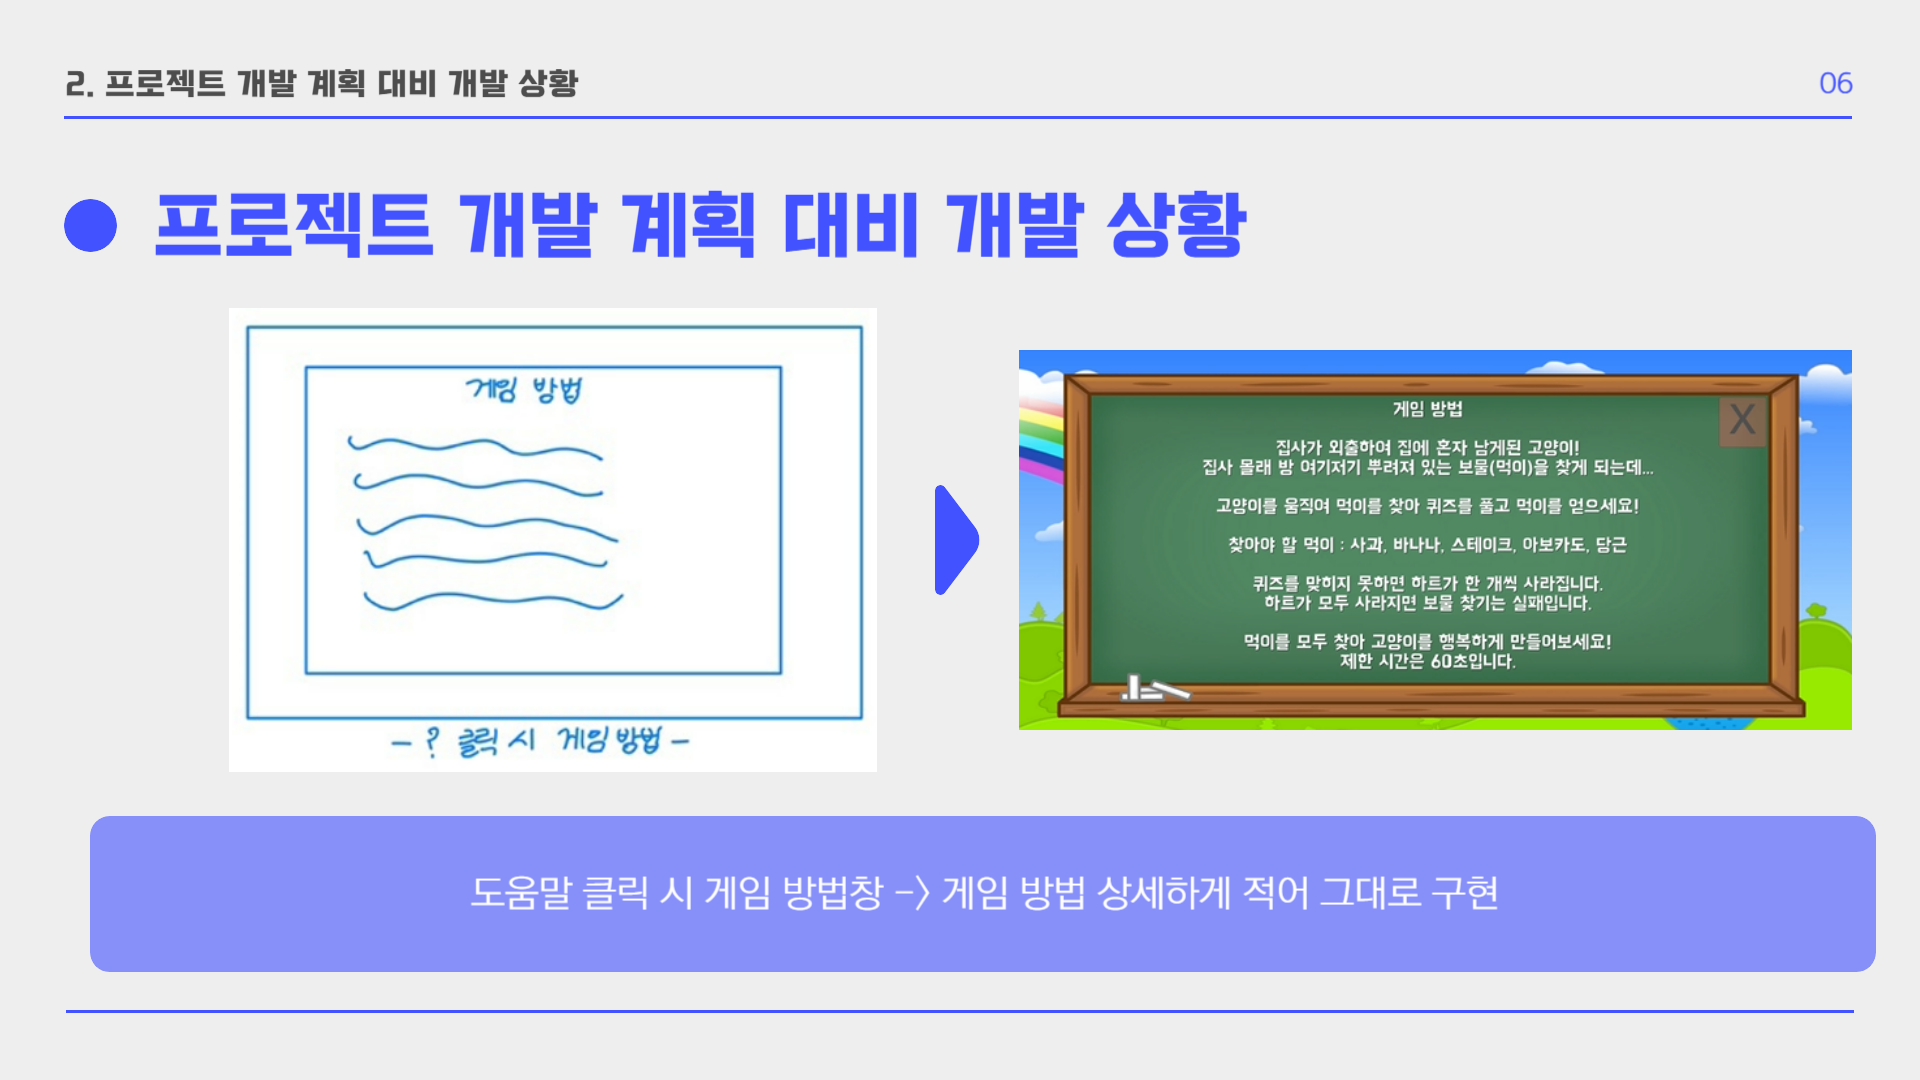 2. 프로젝트 개발 계획 대비 개발 상황
06
프로젝트 개발 계획 대비 개발 상황
게임 방법
- ? 클릭 시 게임 방법 -
게임 방법
X
집사가 외출하여 집에 혼자 남게된 고양이!
집사 몰래 방 여기저기 뿌려져 있는 보물(먹이)을 찾게 되는데...
고양이를 움직여 먹이를 찾아 퀴즈를 풀고 먹이를 얻으세요!
찾아야 할 먹이 : 사과, 바나나, 스테이크, 아보카도, 당근
퀴즈를 맞히지 못하면 하트가 한 개씩 사라집니다.
하트가 모두 사라지면 보물 찾기는 실패입니다.
먹이를 모두 찾아 고양이를 행복하게 만들어보세요!
제한 시간은 60초입니다.
도움말 클릭 시 게임 방법창 -> 게임 방법 상세하게 적어 그대로 구현